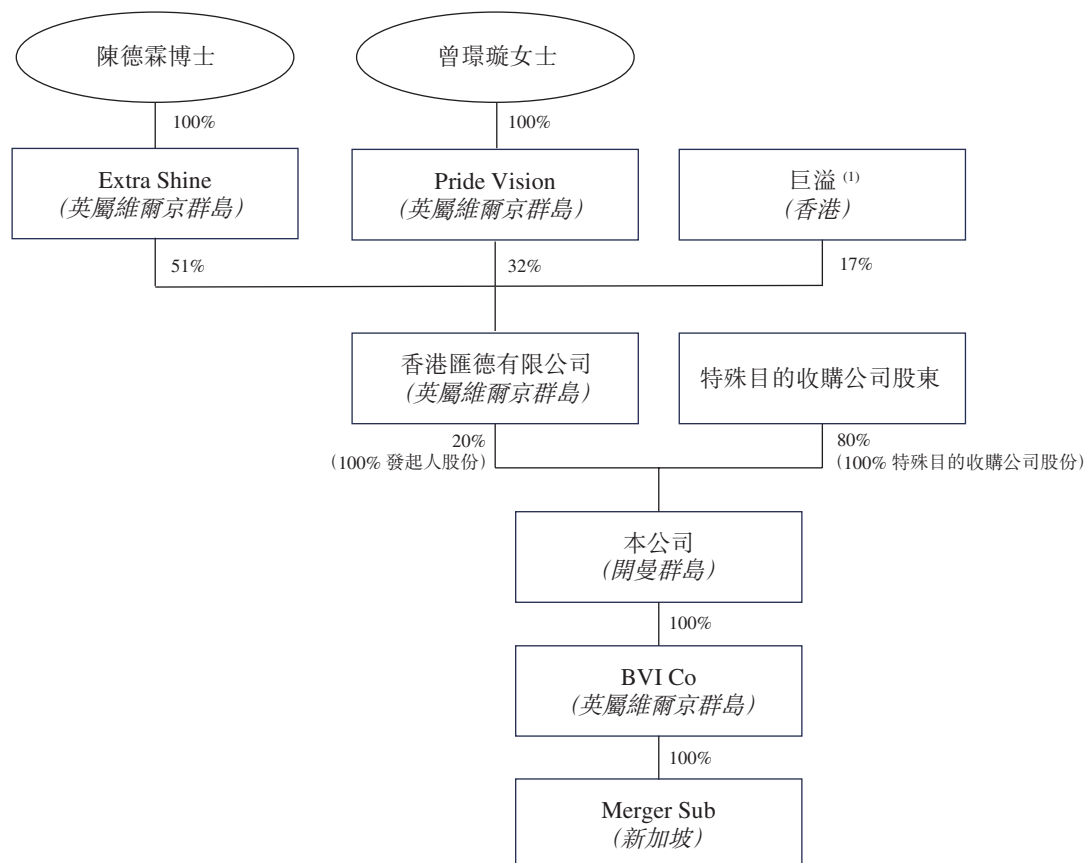 陳德霖博士
曾璟璇女士
100%
100%
Extra Shine
(英屬維爾京群島)
Pride Vision
(英屬維爾京群島)
巨溢 (1)
(香港)
51%
32%
17%
香港匯德有限公司
(英屬維爾京群島)
特殊目的收購公司股東
20%
(100% 發起人股份)
80%
(100% 特殊目的收購公司股份)
本公司
(開曼群島)
100%
BVI Co
(英屬維爾京群島)
100%
Merger Sub
(新加坡)